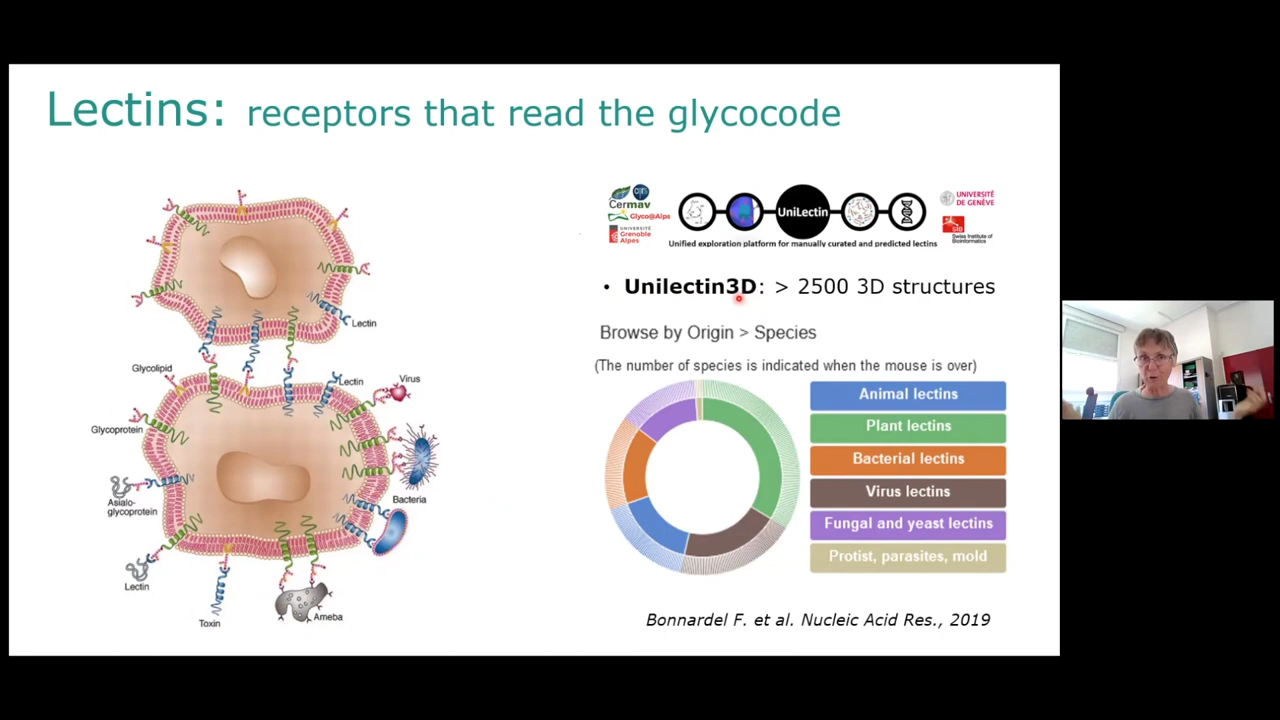 Lectins: receptors that read the glycocode
Lectin
Glycolipid
Lectin
Virus
Glycoprotein
Asialo-
glycoprotein
Bacteria
Lectin
Toxin
Ameba
Cermav
Glyco@Alps
UNIVERSITÉ
Grenoble
Alpes
UniLectin
UNIVERSITÉ
DE GENÈVE
SIB
Swiss Institute of
Bioinformatics
Unified exploration platform for manually curated and predicted lectins
• Unilectin3D: > 2500 3D structures
Browse by Origin > Species
(The number of species is indicated when the mouse is over)
Animal lectins
Plant lectins
Bacterial lectins
Virus lectins
Fungal and yeast lectins
Protist, parasites, mold
Bonnardel F. et al. Nucleic Acid Res., 2019